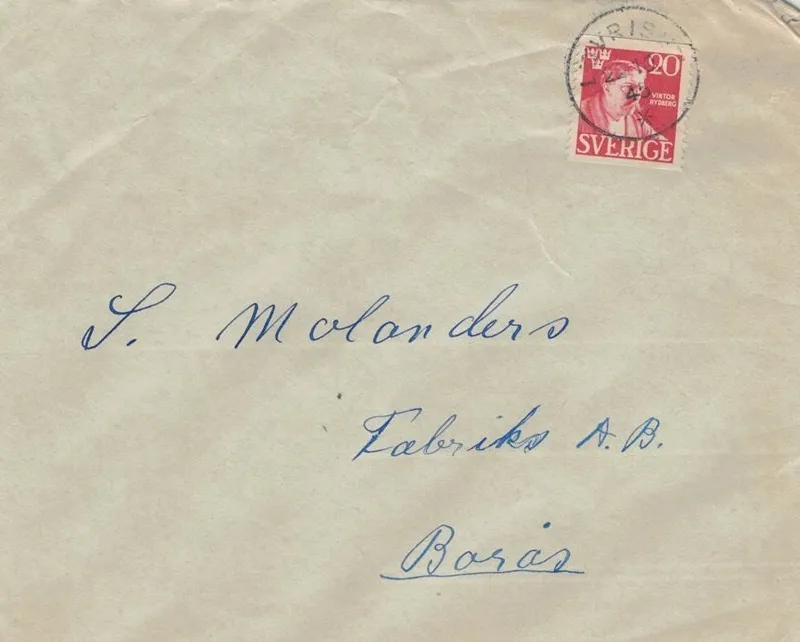 20
VIKTOR
RYDBERG
SVERIGE
S. Molanders
Fabriks A.B.
Borås